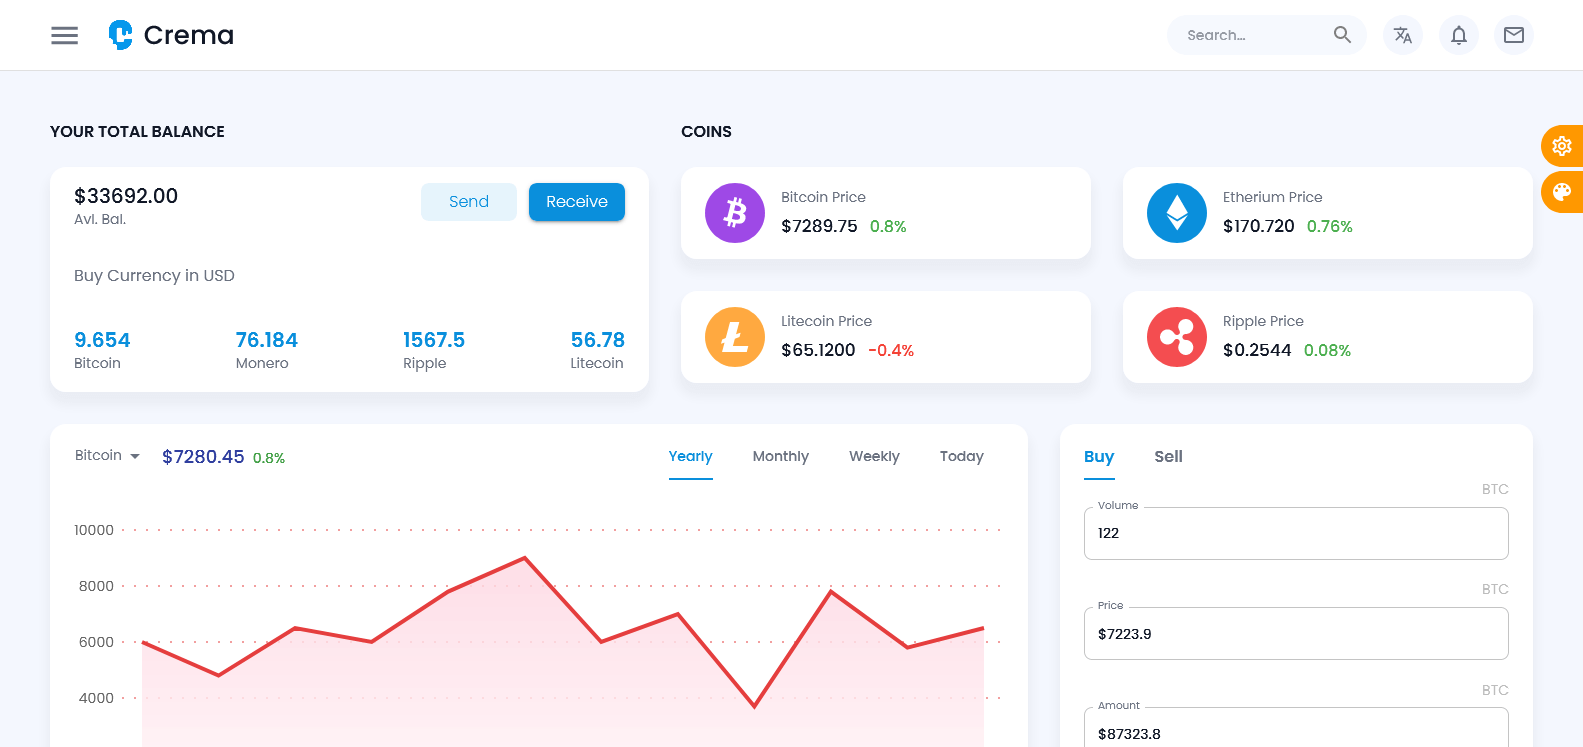 Crema
Search...
YOUR TOTAL BALANCE
$33692.00
Avl. Bal.
Send
Receive
Buy Currency in USD
9.654
Bitcoin
76.184
Monero
1567.5
Ripple
56.78
Litecoin
COINS
Bitcoin Price
$7289.75 0.8%
Etherium Price
$170.720 0.76%
Litecoin Price
$65.1200 -0.4%
Ripple Price
$0.2544 0.08%
Bitcoin $7280.45 0.8%
Yearly Monthly Weekly Today
10000
8000
6000
4000
Buy Sell
BTC
Volume
122
BTC
Price
$7223.9
BTC
Amount
$87323.8